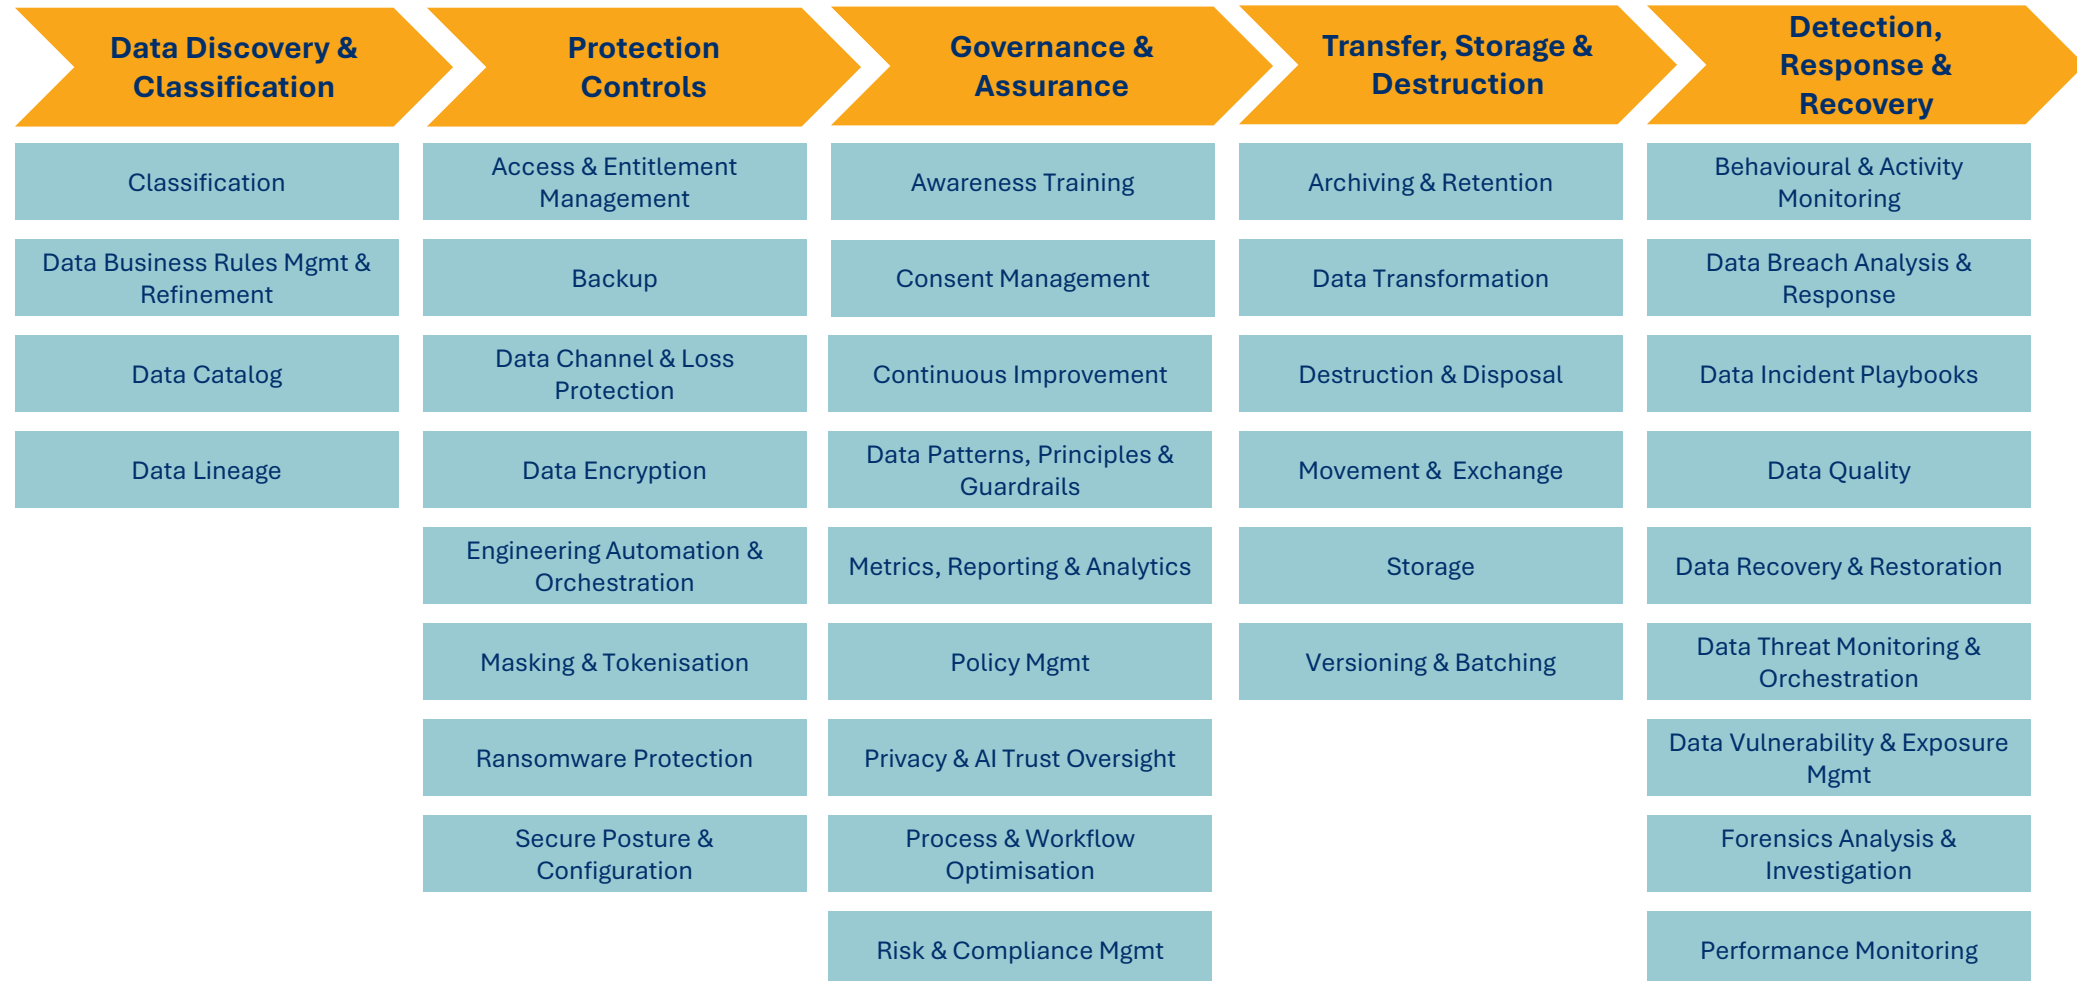 Data Discovery &
Classification
Protection
Controls
Governance &
Assurance
Transfer, Storage &
Destruction
Detection,
Response &
Recovery
Classification
Data Business Rules Mgmt &
Refinement
Data Catalog
Data Lineage
Access & Entitlement
Management
Backup
Data Channel & Loss
Protection
Data Encryption
Engineering Automation &
Orchestration
Masking & Tokenisation
Ransomware Protection
Secure Posture &
Configuration
Awareness Training
Consent Management
Continuous Improvement
Data Patterns, Principles &
Guardrails
Metrics, Reporting & Analytics
Policy Mgmt
Privacy & AI Trust Oversight
Process & Workflow
Optimisation
Risk & Compliance Mgmt
Archiving & Retention
Data Transformation
Destruction & Disposal
Movement & Exchange
Storage
Versioning & Batching
Behavioural & Activity
Monitoring
Data Breach Analysis &
Response
Data Incident Playbooks
Data Quality
Data Recovery & Restoration
Data Threat Monitoring &
Orchestration
Data Vulnerability & Exposure
Mgmt
Forensics Analysis &
Investigation
Performance Monitoring